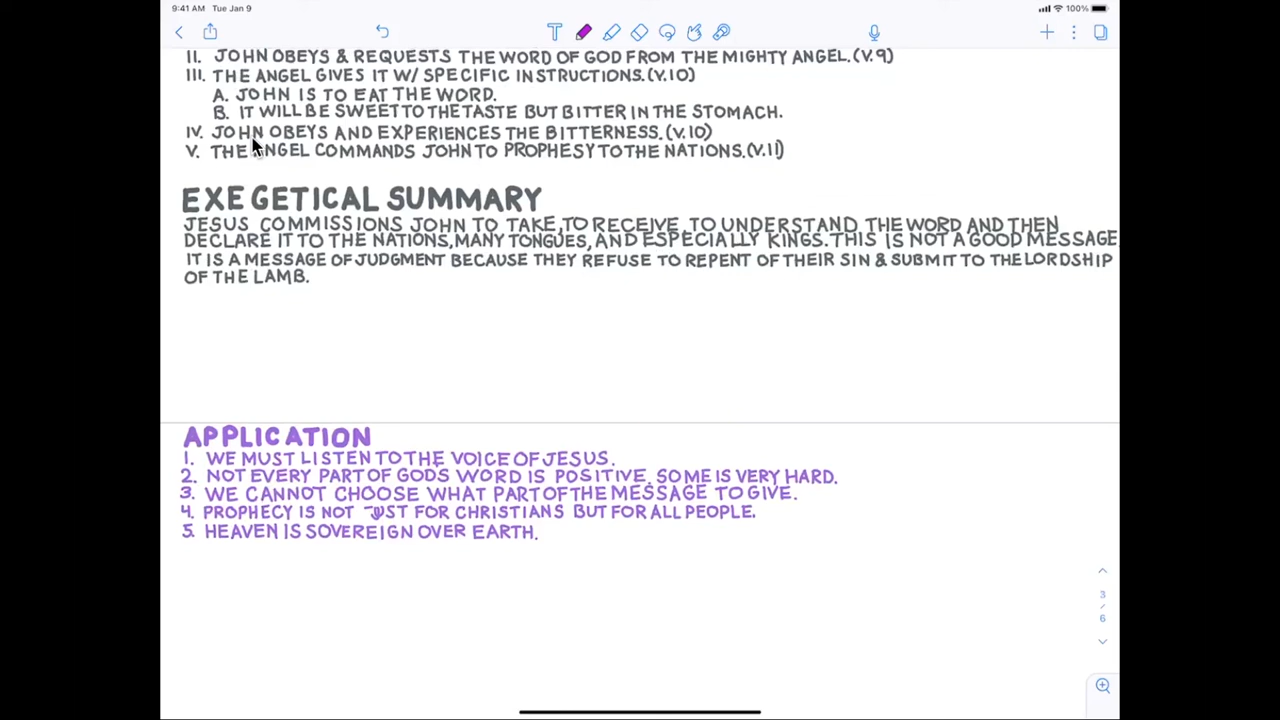 9:41 AM Tue Jan 9 100%
II. JOHN OBEYS & REQUESTS THE WORD OF GOD FROM THE MIGHTY ANGEL.(V.9)
III. THE ANGEL GIVES IT W/ SPECIFIC INSTRUCTIONS.(V.10)
A. JOHN IS TO EAT THE WORD.
B. IT WILL BE SWEET TO THE TASTE BUT BITTER IN THE STOMACH.
IV. JOHN OBEYS AND EXPERIENCES THE BITTERNESS.(V.10)
V. THE ANGEL COMMANDS JOHN TO PROPHESY TO THE NATIONS.(V.11)
EXEGETICAL SUMMARY
JESUS COMMISSIONS JOHN TO TAKE, TO RECEIVE, TO UNDERSTAND THE WORD AND THEN
DECLARE IT TO THE NATIONS, MANY TONGUES, AND ESPECIALLY KINGS. THIS IS NOT A GOOD MESSAGE
IT IS A MESSAGE OF JUDGMENT BECAUSE THEY REFUSE TO REPENT OF THEIR SIN & SUBMIT TO THE LORDSHIP
OF THE LAMB.
APPLICATION
1. WE MUST LISTEN TO THE VOICE OF JESUS.
2. NOT EVERY PART OF GOD'S WORD IS POSITIVE. SOME IS VERY HARD.
3. WE CANNOT CHOOSE WHAT PART OF THE MESSAGE TO GIVE.
4. PROPHECY IS NOT JUST FOR CHRISTIANS BUT FOR ALL PEOPLE.
5. HEAVEN IS SOVEREIGN OVER EARTH.
3
/
6